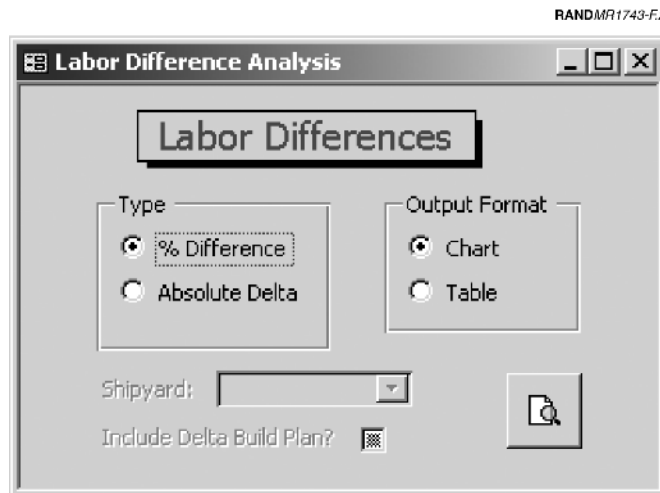 RANDMR1743-F.
Labor Difference Analysis
Labor Differences
Type
% Difference
Absolute Delta
Output Format
Chart
Table
Shipyard:
Include Delta Build Plan?